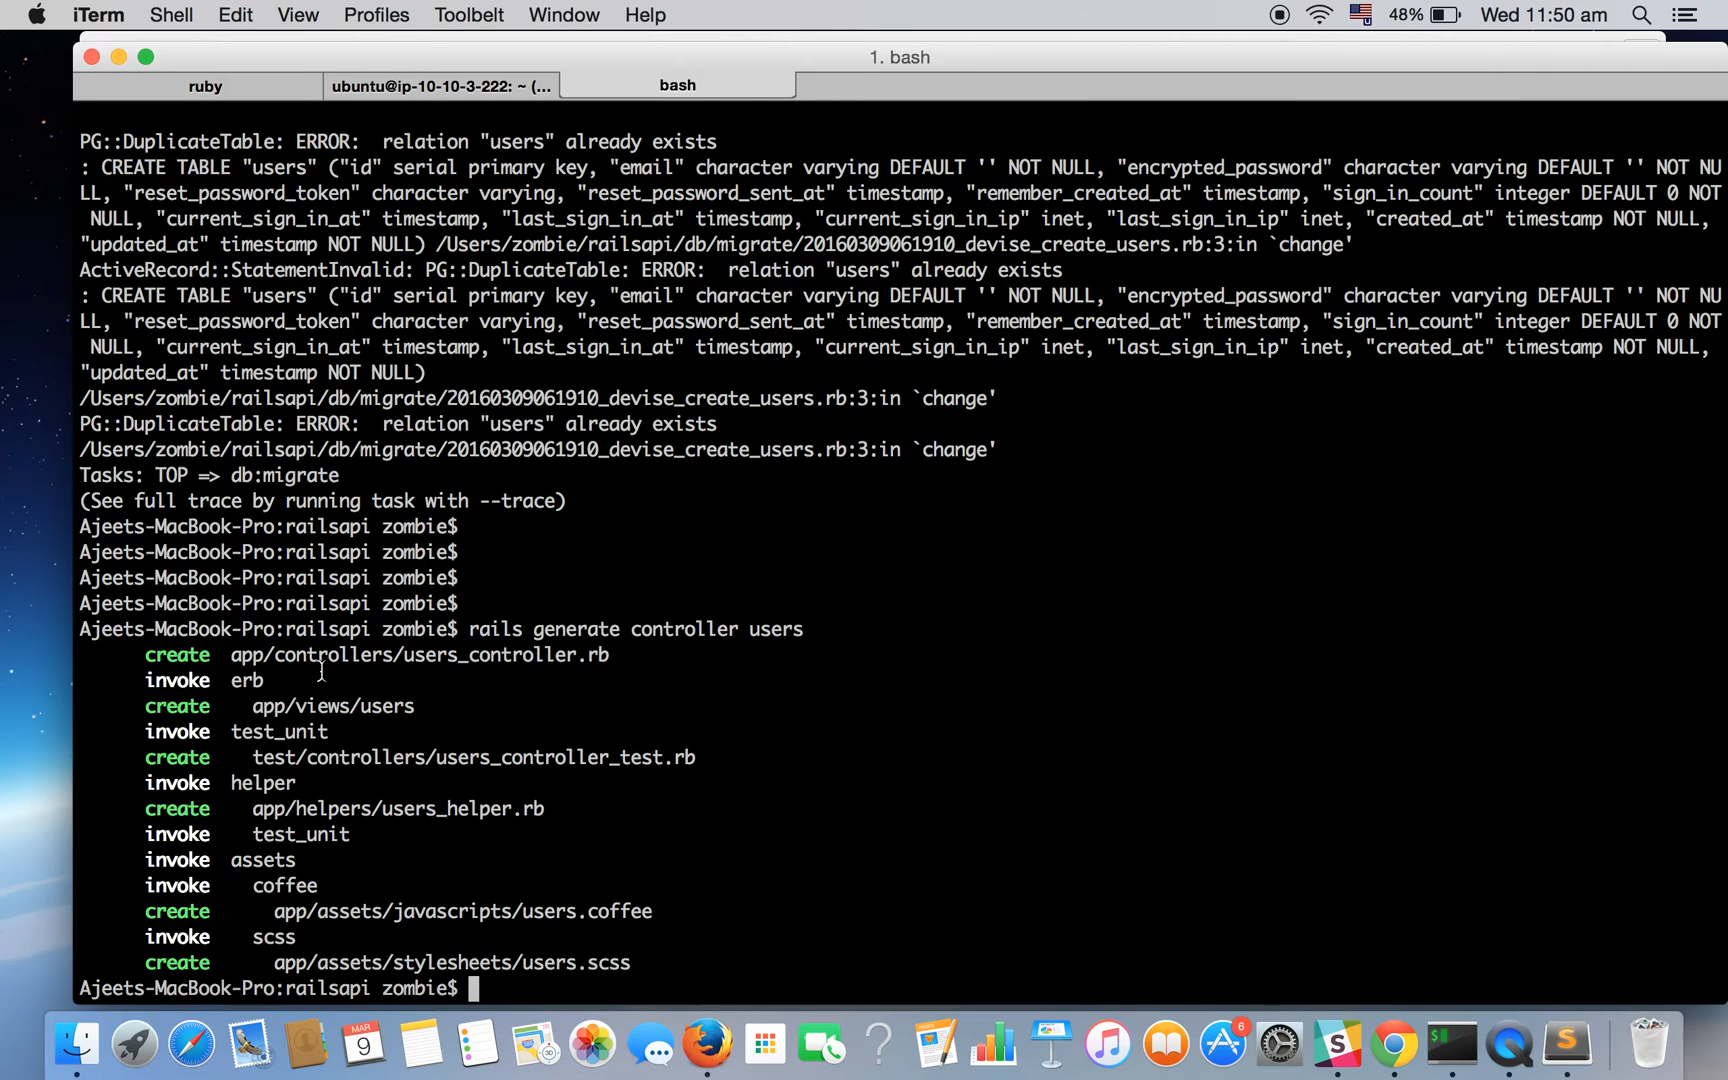 iTerm Shell Edit View Profiles Toolbelt Window Help 48% Wed 11:50 am
1. bash
ruby ubuntu@ip-10-10-3-222: ~ (... bash
PG::DuplicateTable: ERROR:  relation "users" already exists
: CREATE TABLE "users" ("id" serial primary key, "email" character varying DEFAULT '' NOT NULL, "encrypted_password" character varying DEFAULT '' NOT NU
LL, "reset_password_token" character varying, "reset_password_sent_at" timestamp, "remember_created_at" timestamp, "sign_in_count" integer DEFAULT 0 NOT
 NULL, "current_sign_in_at" timestamp, "last_sign_in_at" timestamp, "current_sign_in_ip" inet, "last_sign_in_ip" inet, "created_at" timestamp NOT NULL,
"updated_at" timestamp NOT NULL) /Users/zombie/railsapi/db/migrate/20160309061910_devise_create_users.rb:3:in `change'
ActiveRecord::StatementInvalid: PG::DuplicateTable: ERROR:  relation "users" already exists
: CREATE TABLE "users" ("id" serial primary key, "email" character varying DEFAULT '' NOT NULL, "encrypted_password" character varying DEFAULT '' NOT NU
LL, "reset_password_token" character varying, "reset_password_sent_at" timestamp, "remember_created_at" timestamp, "sign_in_count" integer DEFAULT 0 NOT
 NULL, "current_sign_in_at" timestamp, "last_sign_in_at" timestamp, "current_sign_in_ip" inet, "last_sign_in_ip" inet, "created_at" timestamp NOT NULL,
"updated_at" timestamp NOT NULL)
/Users/zombie/railsapi/db/migrate/20160309061910_devise_create_users.rb:3:in `change'
PG::DuplicateTable: ERROR:  relation "users" already exists
/Users/zombie/railsapi/db/migrate/20160309061910_devise_create_users.rb:3:in `change'
Tasks: TOP => db:migrate
(See full trace by running task with --trace)
Ajeets-MacBook-Pro:railsapi zombie$
Ajeets-MacBook-Pro:railsapi zombie$
Ajeets-MacBook-Pro:railsapi zombie$
Ajeets-MacBook-Pro:railsapi zombie$
Ajeets-MacBook-Pro:railsapi zombie$ rails generate controller users
create  app/controllers/users_controller.rb
invoke  erb
create    app/views/users
invoke  test_unit
create    test/controllers/users_controller_test.rb
invoke  helper
create    app/helpers/users_helper.rb
invoke    test_unit
invoke  assets
invoke    coffee
create      app/assets/javascripts/users.coffee
invoke    scss
create      app/assets/stylesheets/users.scss
Ajeets-MacBook-Pro:railsapi zombie$
MAR
9
3D
6
S
$
S